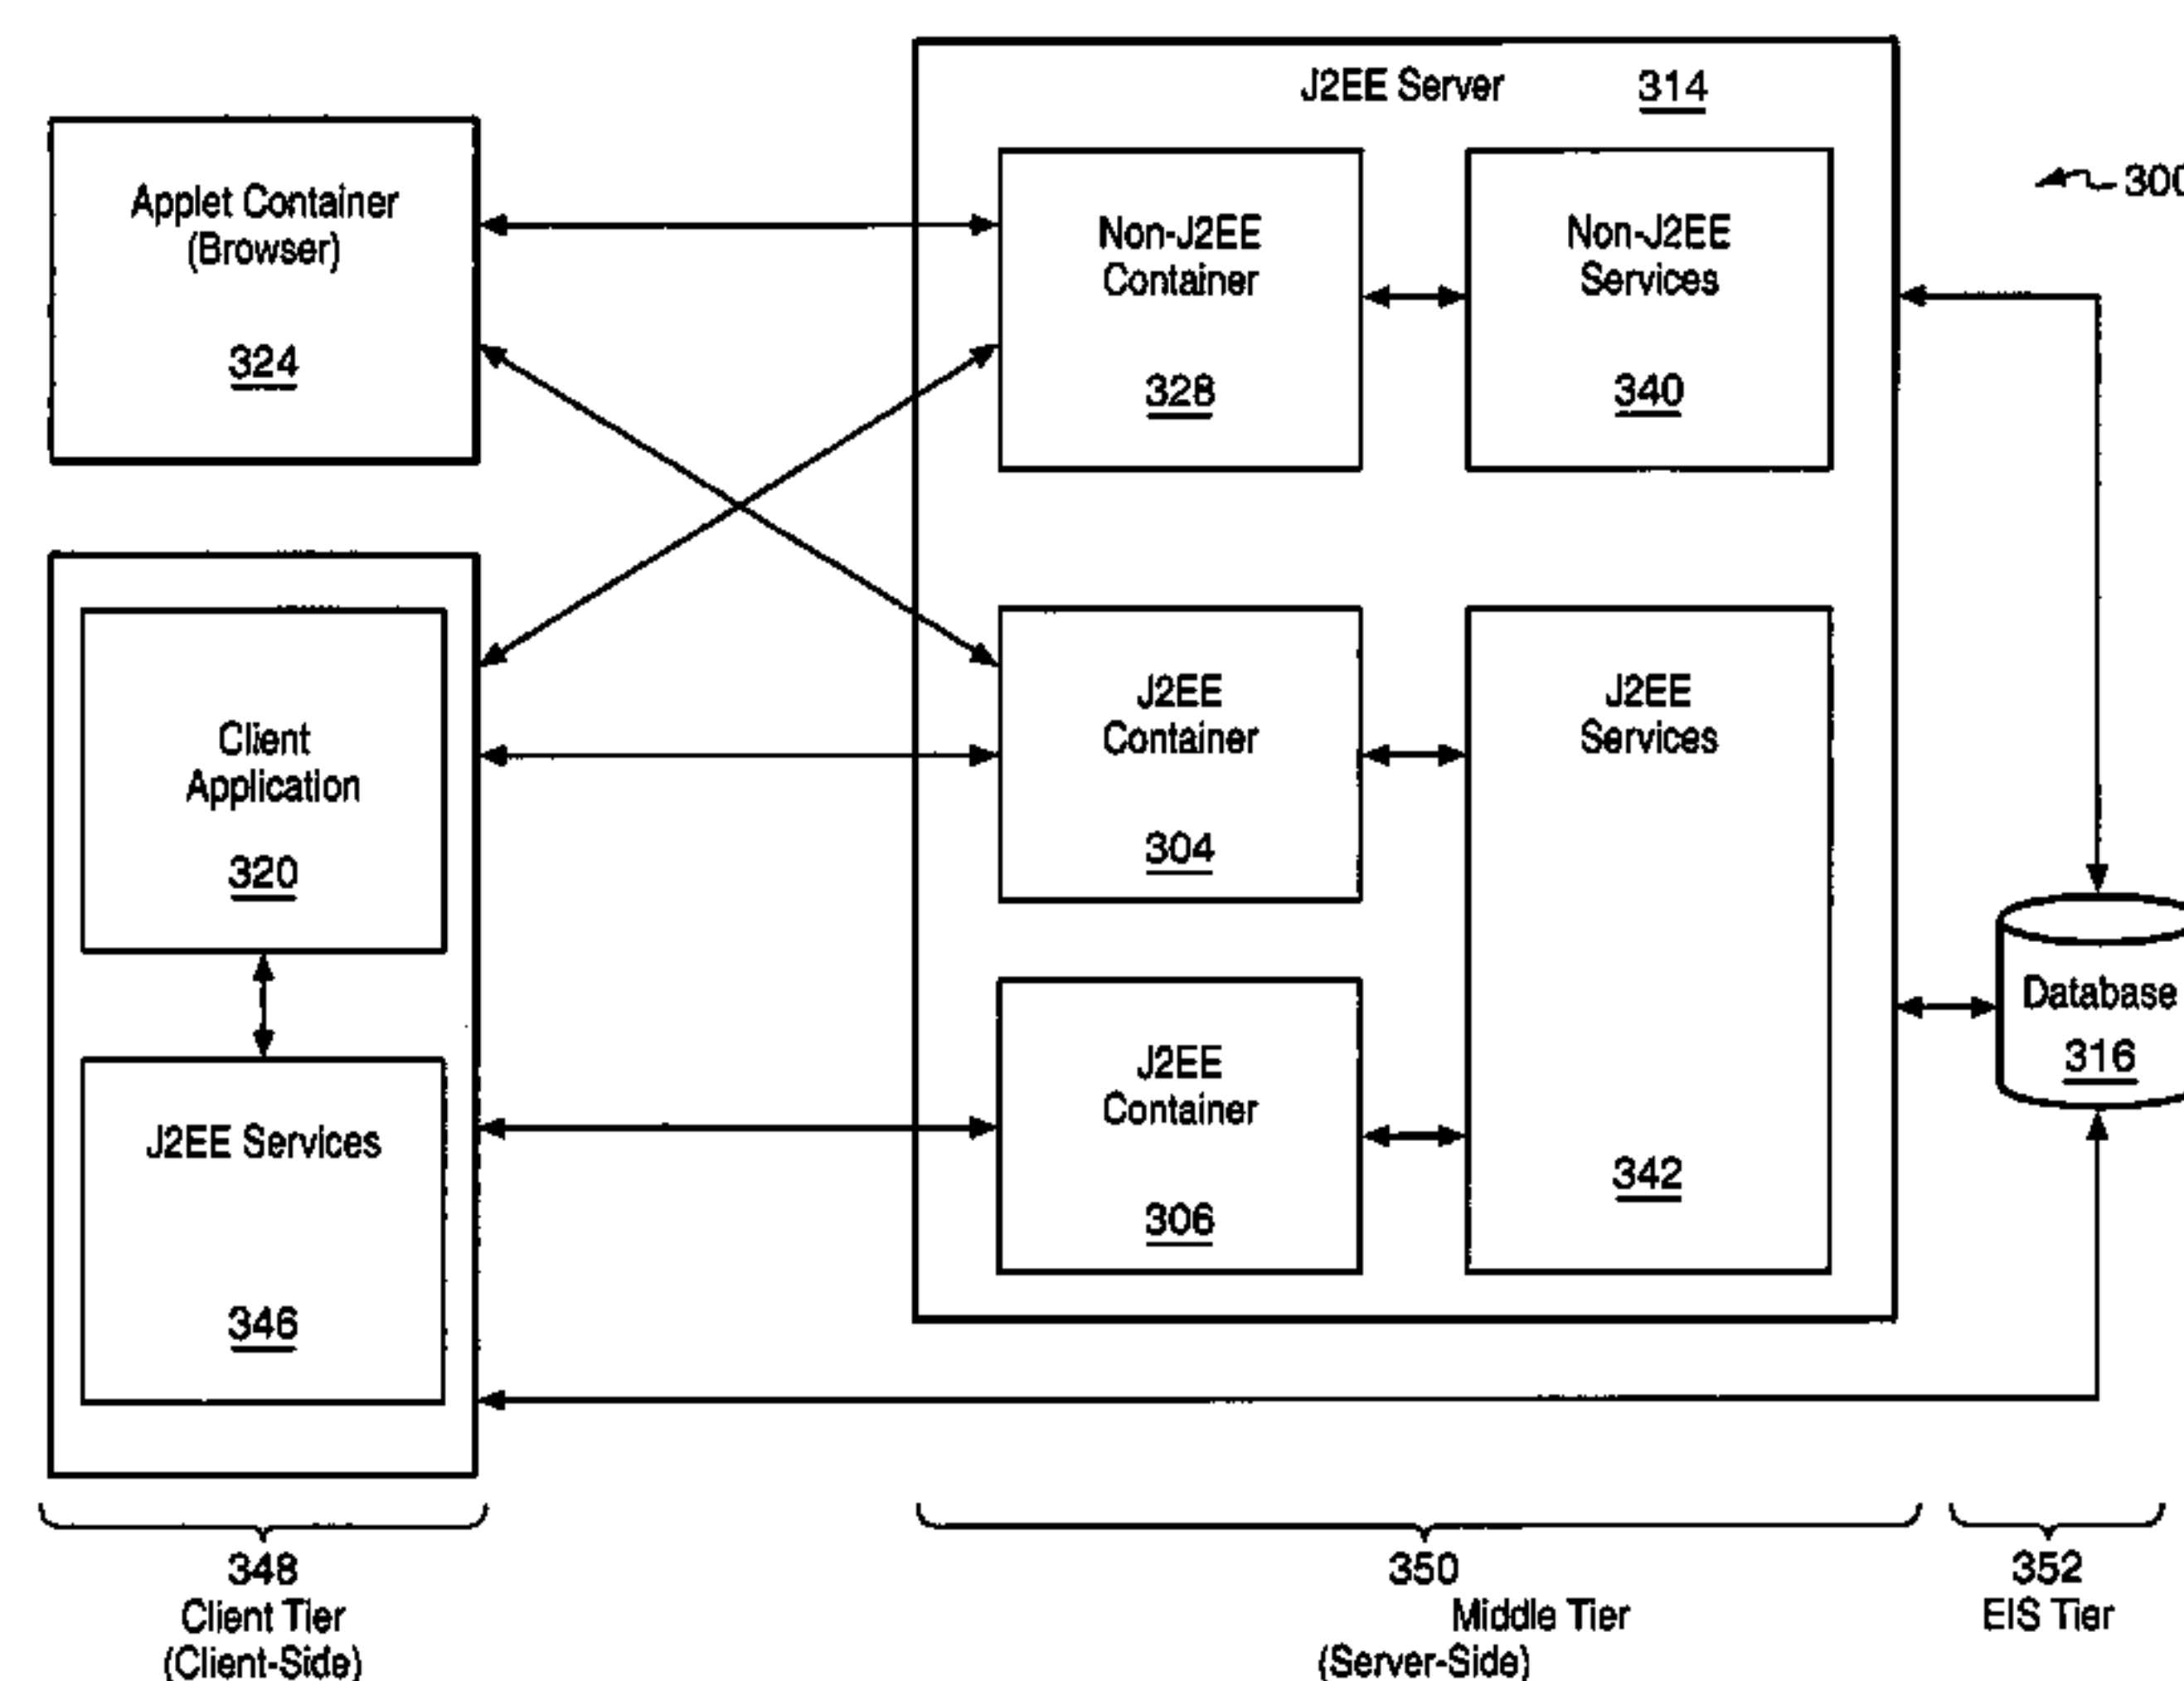 J2EE Server 314
300
Applet Container
(Browser)
324
Non-J2EE
Container
328
Non-J2EE
Services
340
Client
Application
320
J2EE
Container
304
J2EE
Services
342
J2EE Services
346
J2EE
Container
306
Database
316
348
Client Tier
(Client-Side)
350
Middle Tier
(Server-Side)
352
EIS Tier